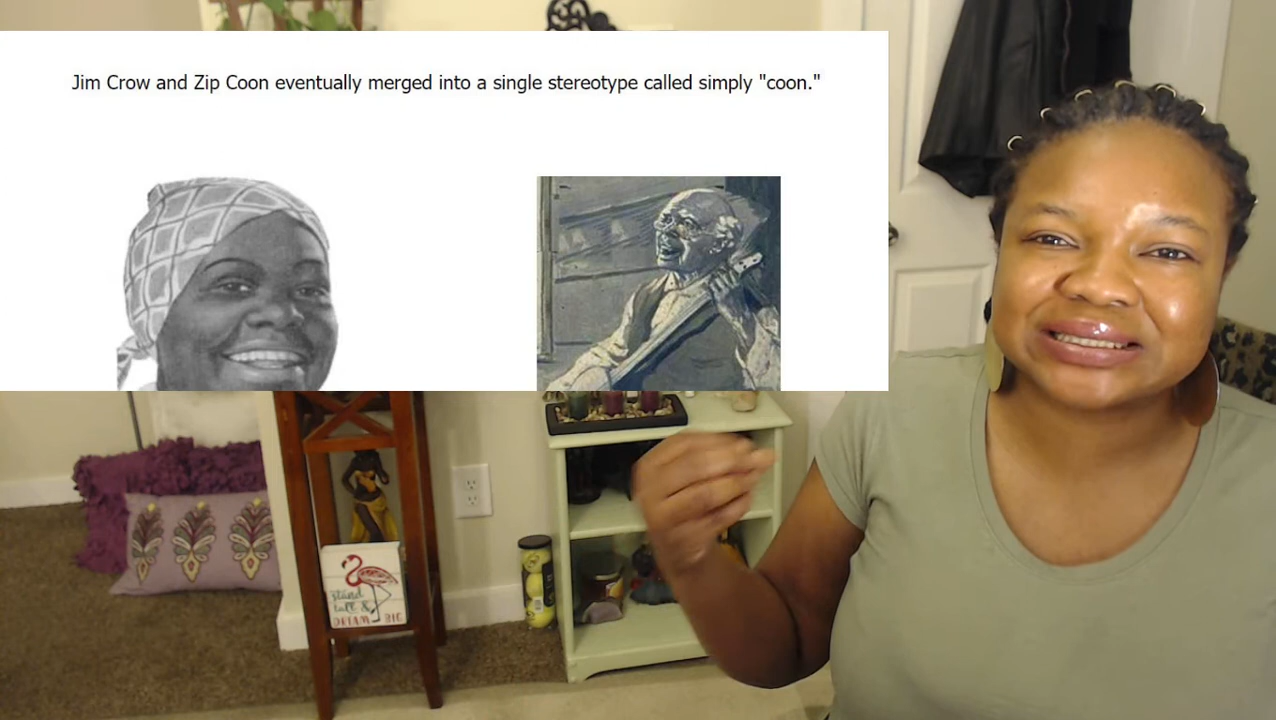 Jim Crow and Zip Coon eventually merged into a single stereotype called simply "coon."
stand
tall &
DREAM BIG